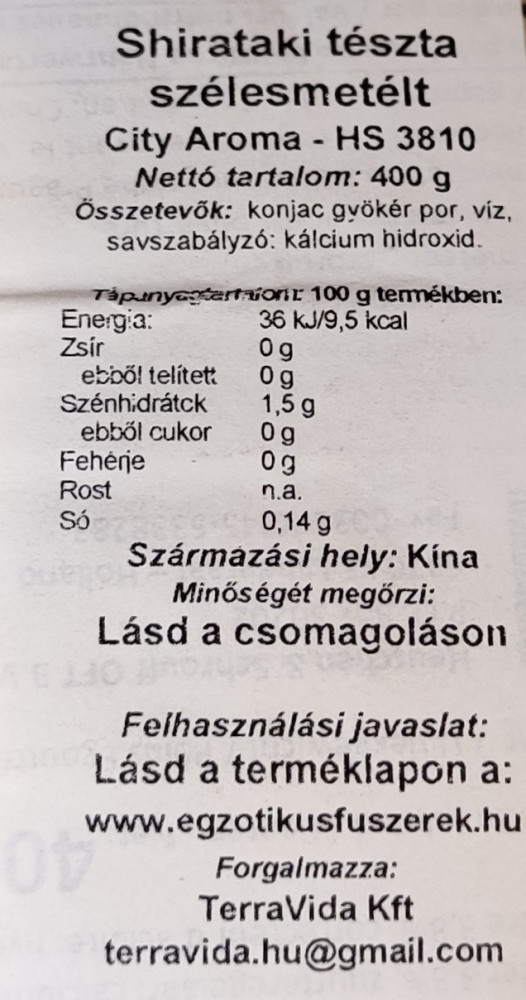 Shirataki tészta
szélesmetélt
City Aroma - HS 3810
Nettó tartalom: 400 g
Összetevők: konjac gyökér por, víz,
savszabályzó: kálcium hidroxid.
Tápanyagtartalom: 100 g termékben:
Energia: 36 kJ/9,5 kcal
Zsír 0 g
ebből telített 0 g
Szénhidrátok 1,5 g
ebből cukor 0 g
Fehérje 0 g
Rost n.a.
Só 0,14 g
Származási hely: Kína
Minőségét megőrzi:
Lásd a csomagoláson
Felhasználási javaslat:
Lásd a terméklapon a:
www.egzotikusfuszerek.hu
Forgalmazza:
TerraVida Kft
terravida.hu@gmail.com